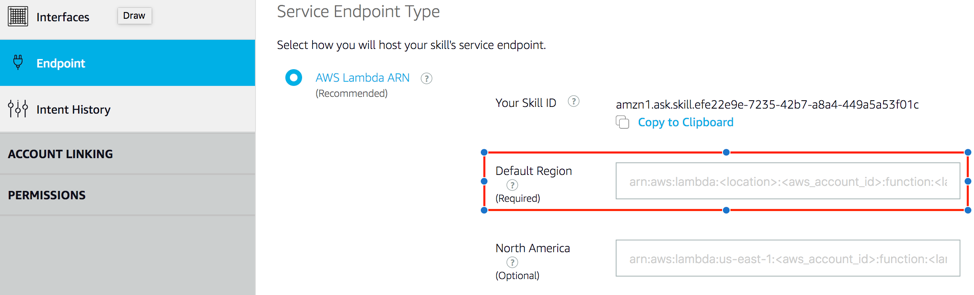 Interfaces
Draw
Endpoint
Intent History
ACCOUNT LINKING
PERMISSIONS
Service Endpoint Type
Select how you will host your skill's service endpoint.
AWS Lambda ARN ?
(Recommended)
Your Skill ID ?
amzn1.ask.skill.efe22e9e-7235-42b7-a8a4-449a5a53f01c
Copy to Clipboard
Default Region
?
(Required)
arn:aws:lambda:<location>:<aws_account_id>:function:<la
North America
?
(Optional)
arn:aws:lambda:us-east-1:<aws_account_id>:function:<lan